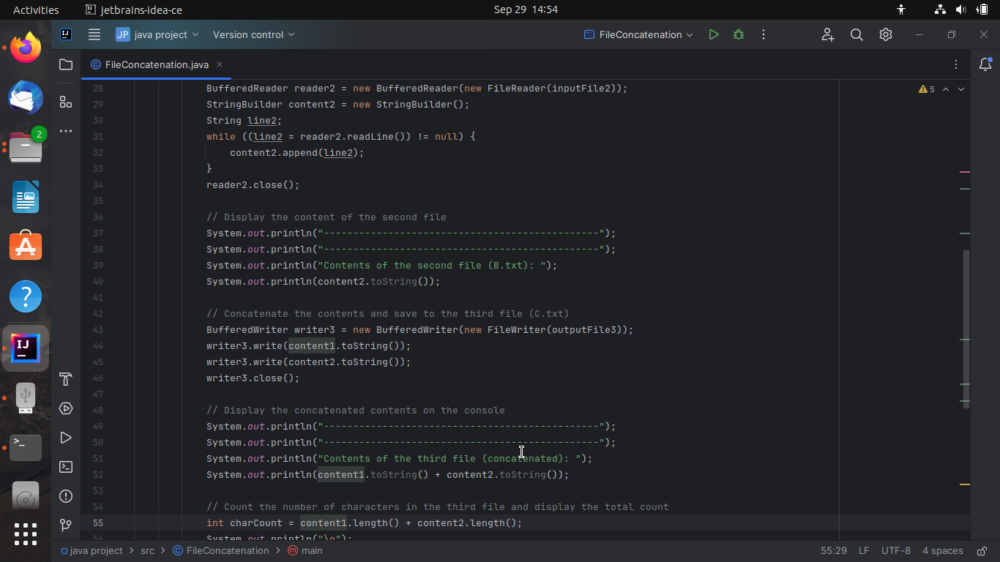 Activities jetbrains-idea-ce Sep 29 14:54
JP java project Version control FileConcatenation
FileConcatenation.java
28 BufferedReader reader2 = new BufferedReader(new FileReader(inputFile2));
5
29 StringBuilder content2 = new StringBuilder();
30 String line2;
31 while ((line2 = reader2.readLine()) != null) {
32 content2.append(line2);
33 }
34 reader2.close();
35
36 // Display the content of the second file
37 System.out.println("-----------------------------------------------");
38 System.out.println("-----------------------------------------------");
39 System.out.println("Contents of the second file (B.txt): ");
40 System.out.println(content2.toString());
41
42 // Concatenate the contents and save to the third file (C.txt)
43 BufferedWriter writer3 = new BufferedWriter(new FileWriter(outputFile3));
44 writer3.write(content1.toString());
45 writer3.write(content2.toString());
46 writer3.close();
47
48 // Display the concatenated contents on the console
49 System.out.println("-----------------------------------------------");
50 System.out.println("-----------------------------------------------");
51 System.out.println("Contents of the third file (concatenated): ");
52 System.out.println(content1.toString() + content2.toString());
53
54 // Count the number of characters in the third file and display the total count
55 int charCount = content1.length() + content2.length();
56 System.out.println("\n");
java project > src > FileConcatenation > main 55:29 LF UTF-8 4 spaces
2
IJ